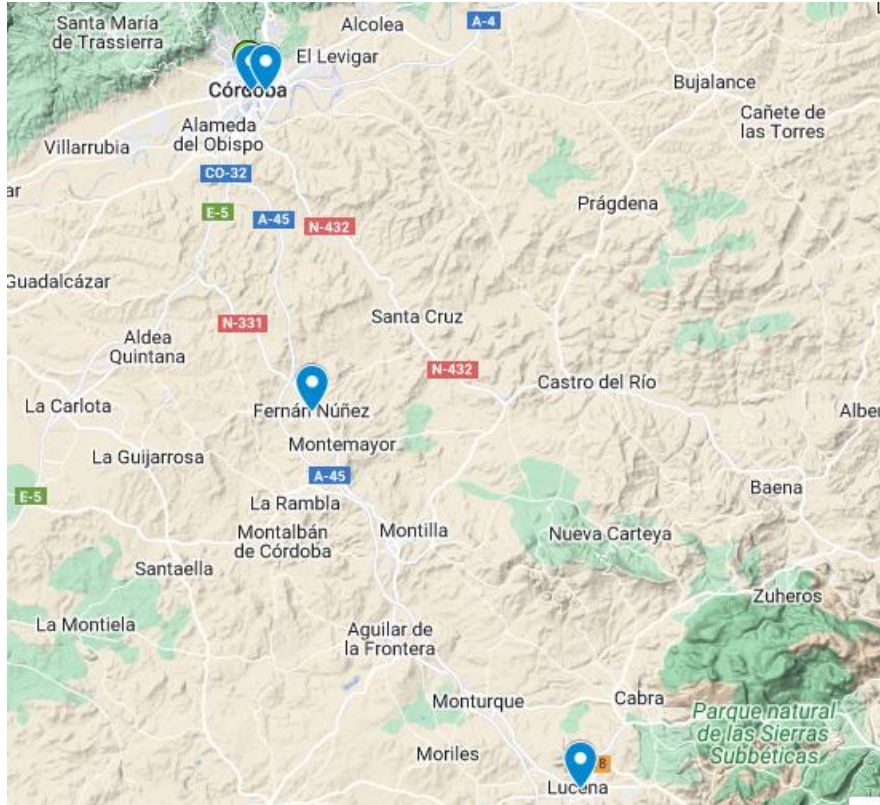 Santa María
de Trassierra
Alcolea
A-4
El Levigar
Córdoba
Bujalance
Cañete de
las Torres
Alameda
del Obispo
Villarrubia
CO-32
ar
E-5
A-45
N-432
Prágdena
Guadalcázar
Santa Cruz
N-331
Aldea
Quintana
N-432
Castro del Río
La Carlota
Fernán Núñez
Alber
Montemayor
La Guijarrosa
A-45
E-5
La Rambla
Baena
Montalbán
de Córdoba
Montilla
Nueva Carteya
Santaella
Zuheros
La Montiela
Aguilar de
la Frontera
Monturque
Cabra
Parque natural
de las Sierras
Subbéticas
Moriles
8
Lucena